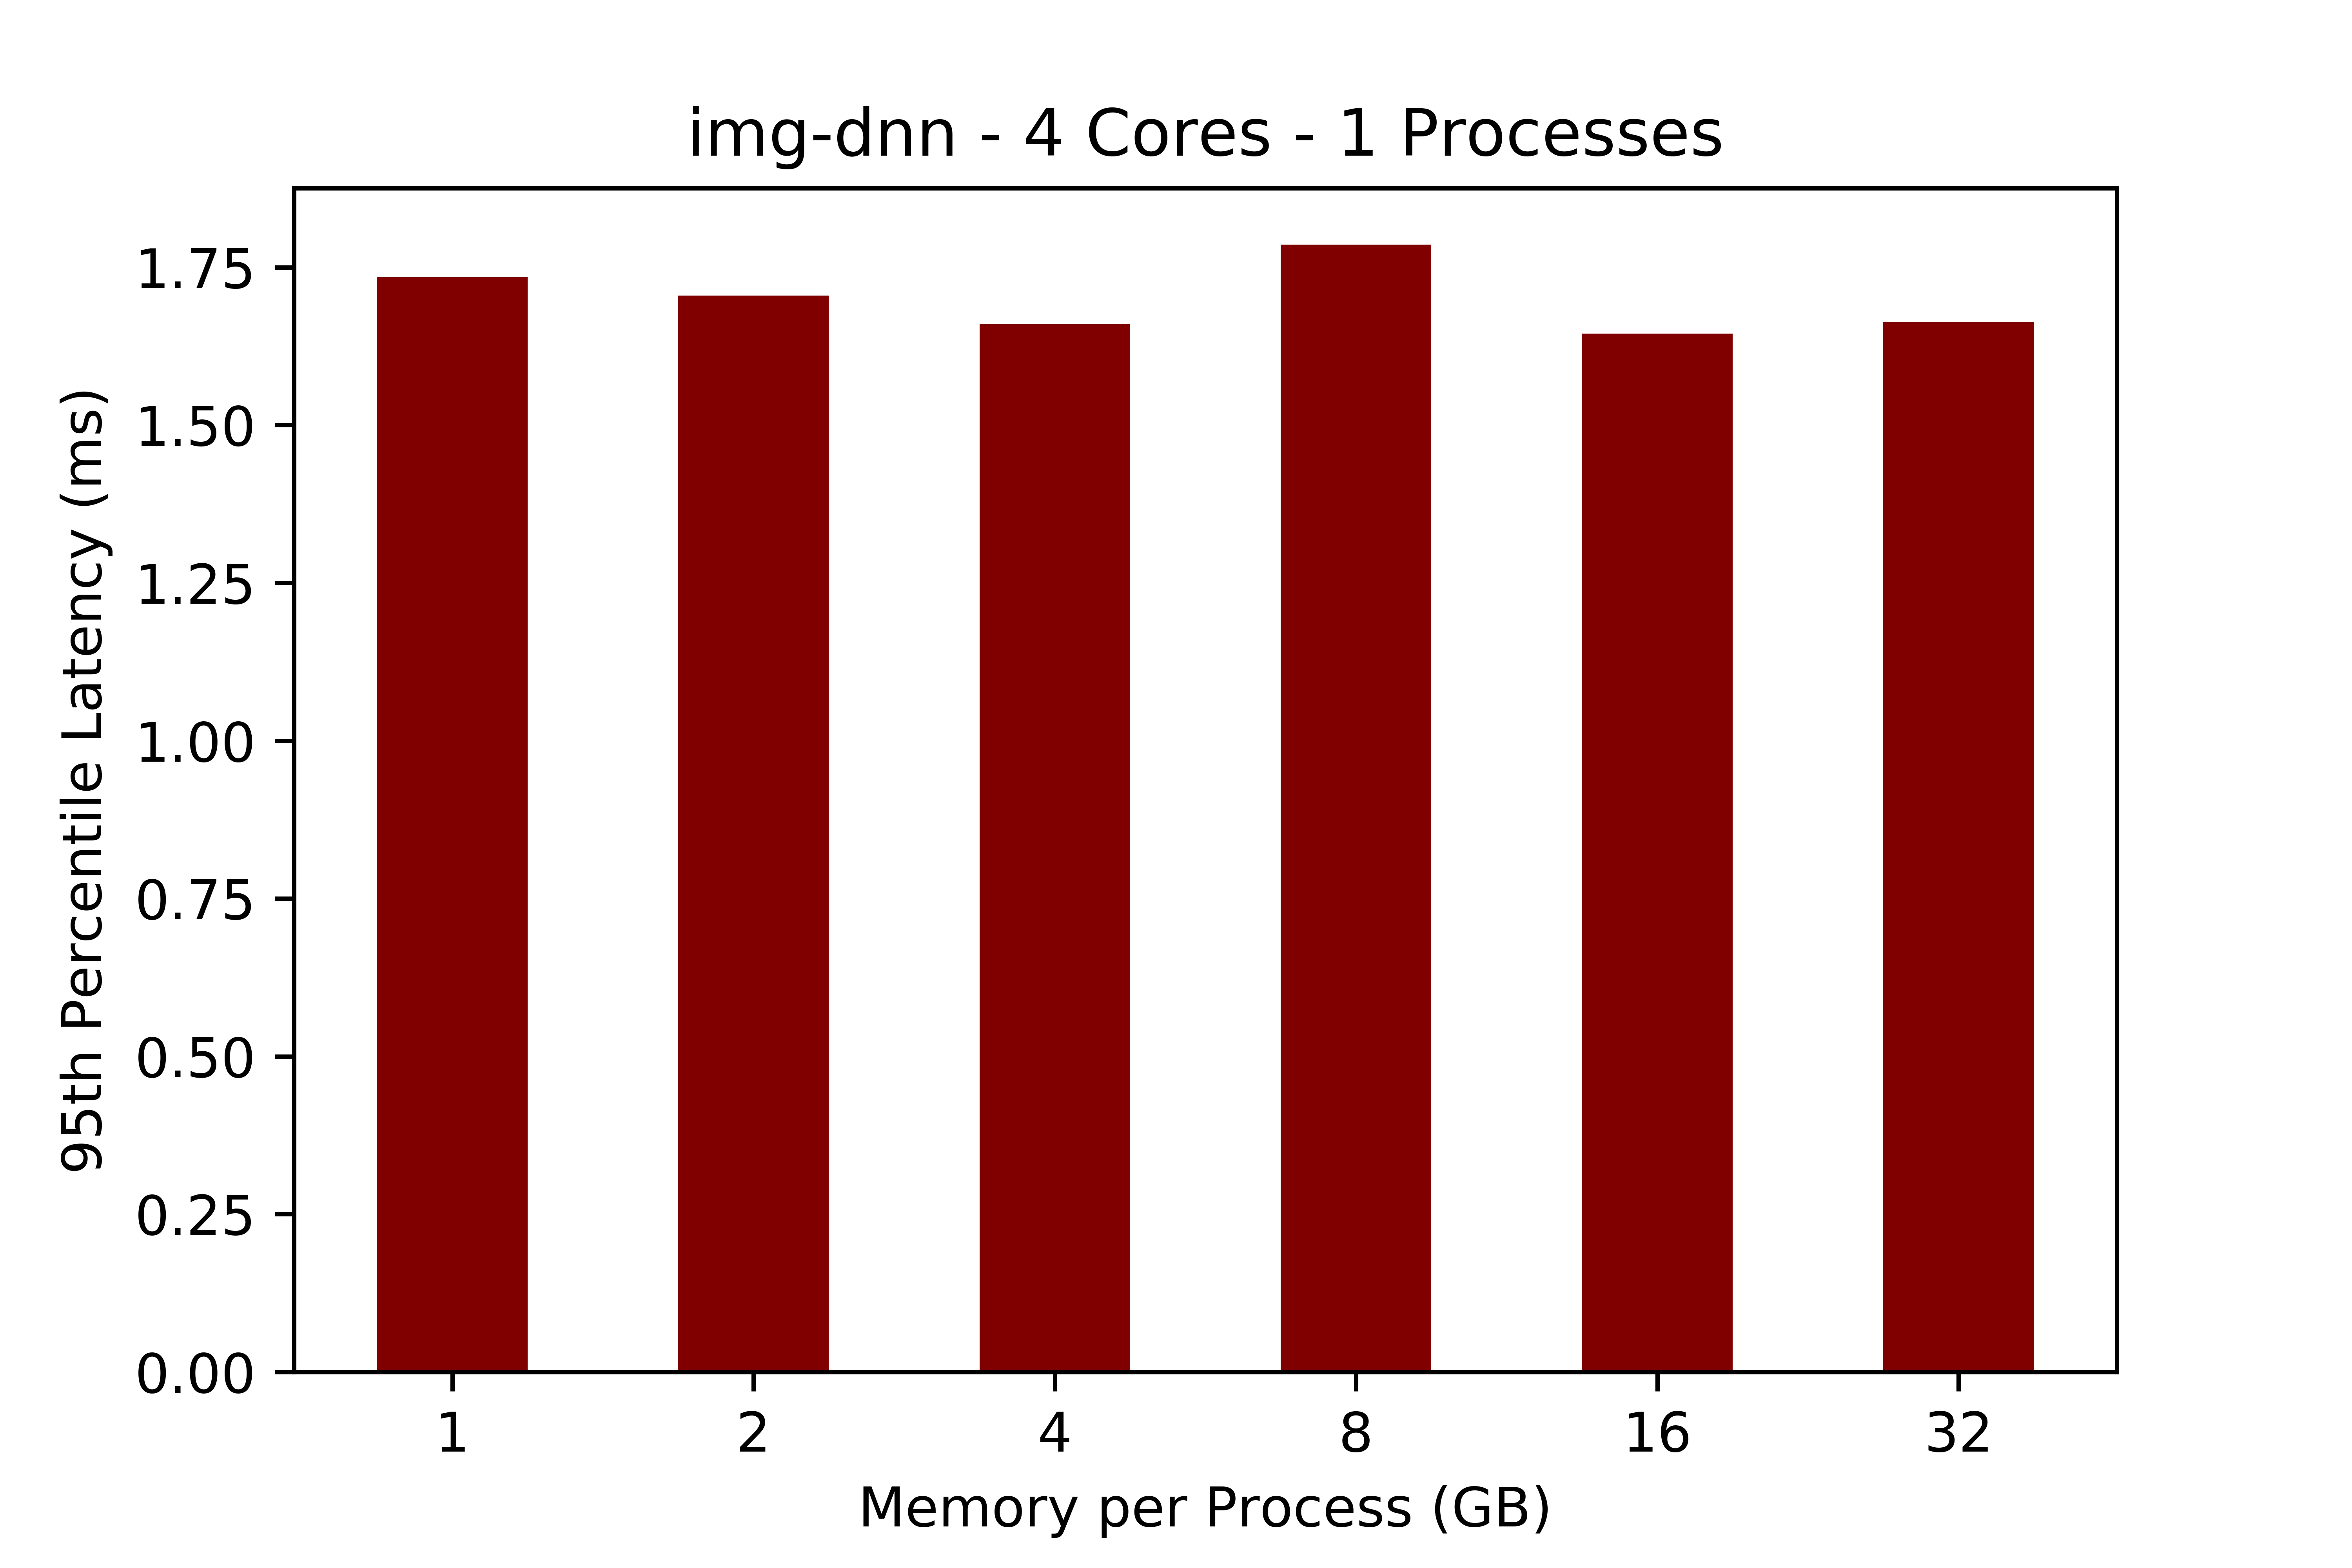 img-dnn - 4 Cores - 1 Processes
95th Percentile Latency (ms)
1.75
1.50
1.25
1.00
0.75
0.50
0.25
0.00
1 2 4 8 16 32
Memory per Process (GB)